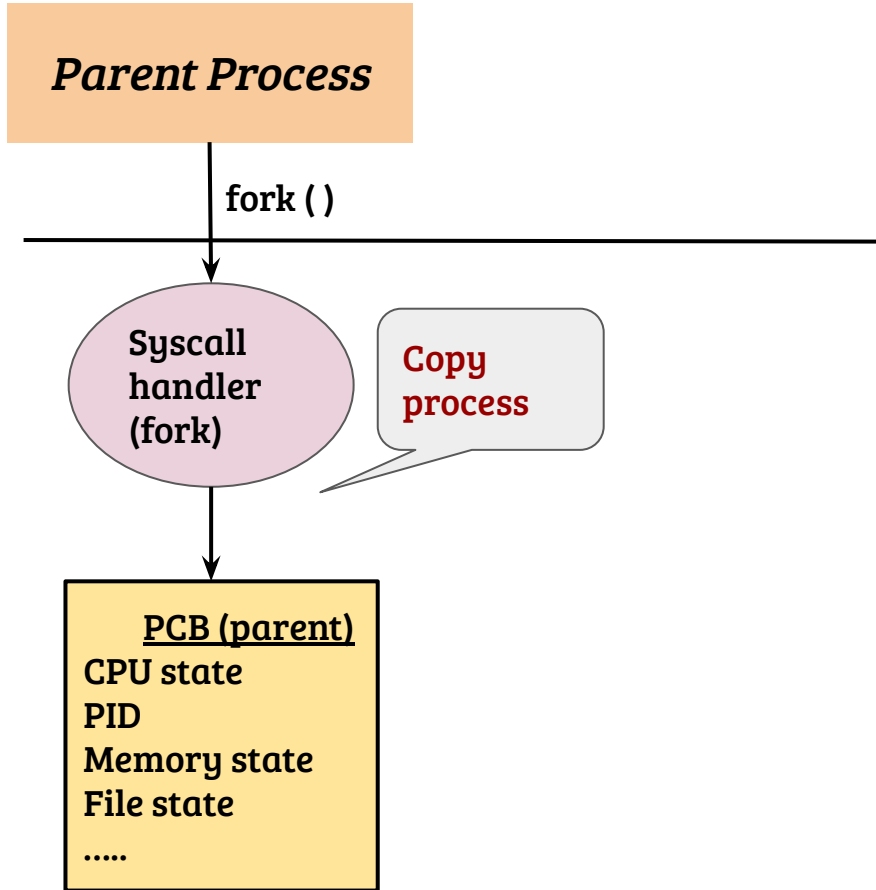 Parent Process
fork ( )
Syscall
handler
(fork)
Copy
process
PCB (parent)
CPU state
PID
Memory state
File state
.....